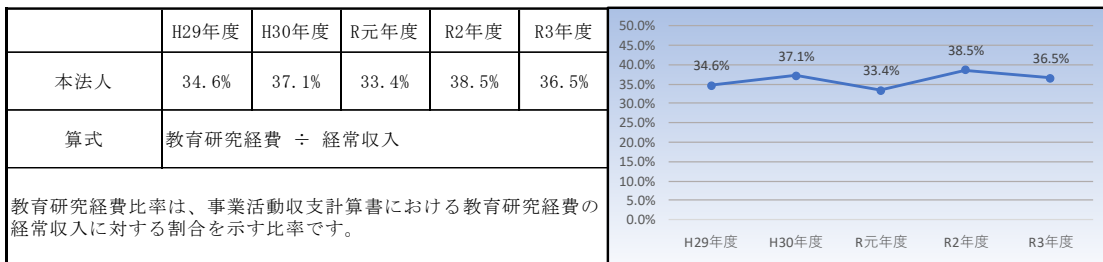 H29年度 H30年度 R元年度 R2年度 R3年度
本法人 34.6% 37.1% 33.4% 38.5% 36.5%
算式 教育研究経費 ÷ 経常収入
教育研究経費比率は、事業活動収支計算書における教育研究経費の
経常収入に対する割合を示す比率です。
50.0%
45.0%
40.0%
35.0%
30.0%
25.0%
20.0%
15.0%
10.0%
5.0%
0.0%
34.6% 37.1% 33.4% 38.5% 36.5%
H29年度 H30年度 R元年度 R2年度 R3年度